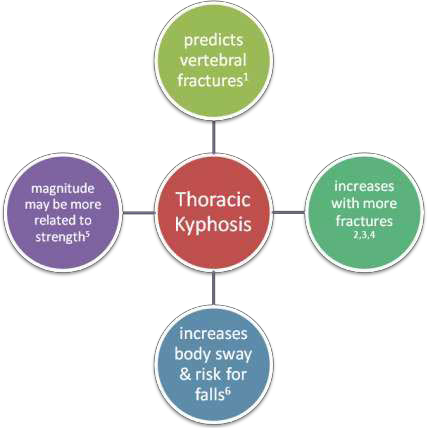 predicts
vertebral
fractures¹
magnitude
may be more
related to
strength⁵
Thoracic
Kyphosis
increases
with more
fractures
2,3,4
increases
body sway
& risk for
falls⁶